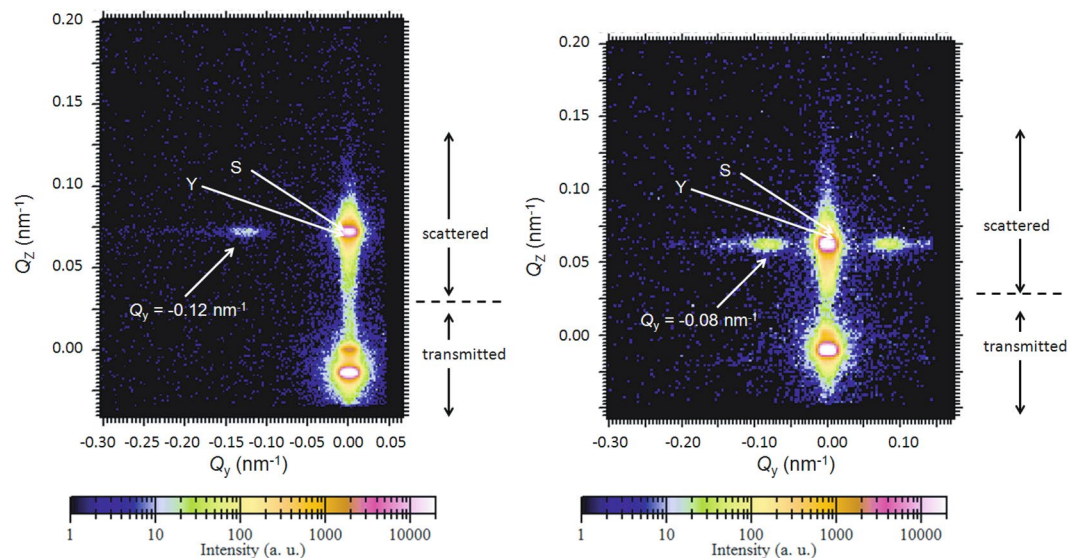 0.20
0.15
0.10
0.05
0.00
Q_Z (nm⁻¹)
S
Y
Q_y = -0.12 nm⁻¹
scattered
transmitted
-0.30 -0.25 -0.20 -0.15 -0.10 -0.05 0.00 0.05
Q_y (nm⁻¹)
1 10 100 1000 10000
Intensity (a. u.)
0.20
0.15
0.10
0.05
0.00
Q_Z (nm⁻¹)
S
Y
Q_y = -0.08 nm⁻¹
scattered
transmitted
-0.30 -0.20 -0.10 0.00 0.10
Q_y (nm⁻¹)
1 10 100 1000 10000
Intensity (a. u.)